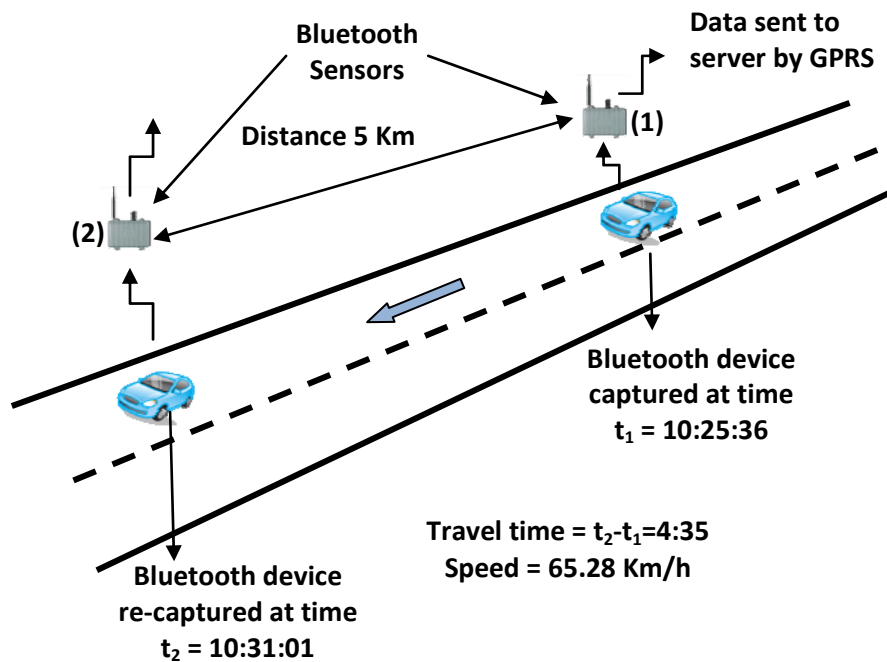 Bluetooth
Sensors
Data sent to
server by GPRS
(1)
Distance 5 Km
(2)
Bluetooth device
captured at time
t₁ = 10:25:36
Travel time = t₂-t₁=4:35
Speed = 65.28 Km/h
Bluetooth device
re-captured at time
t₂ = 10:31:01